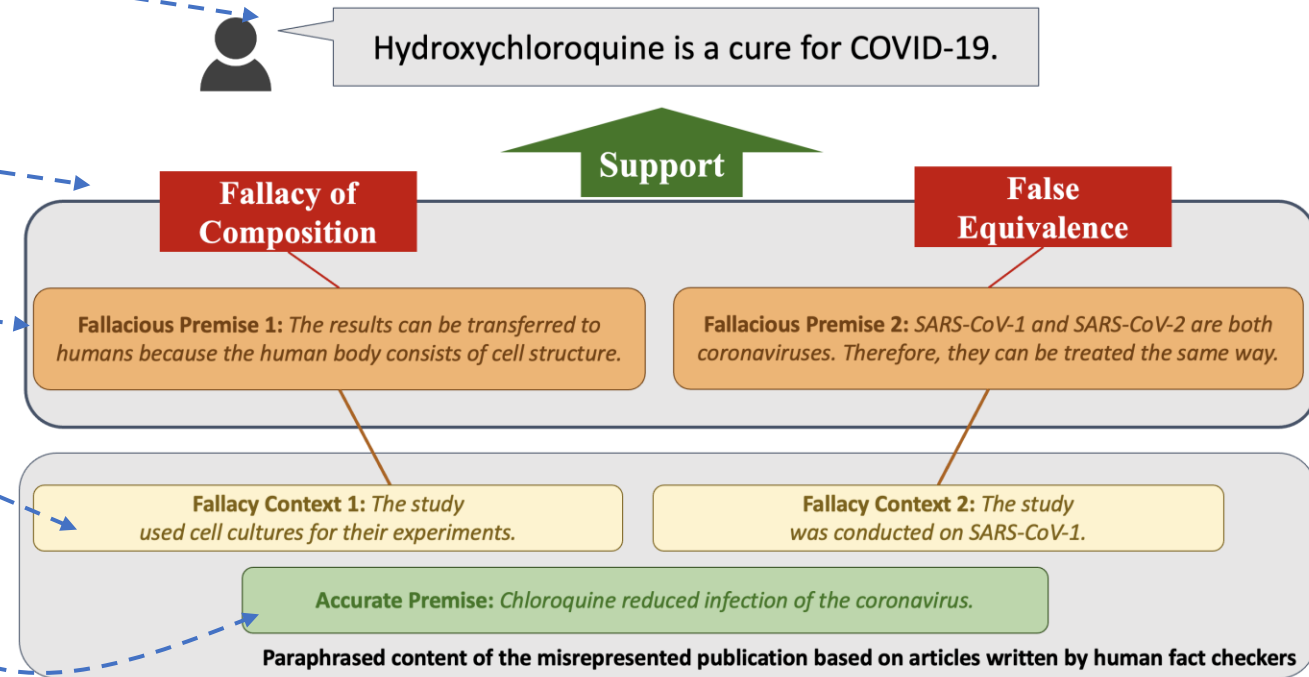 Hydroxychloroquine is a cure for COVID-19.
Support
Fallacy of
Composition
False
Equivalence
Fallacious Premise 1: The results can be transferred to
humans because the human body consists of cell structure.
Fallacious Premise 2: SARS-CoV-1 and SARS-CoV-2 are both
coronaviruses. Therefore, they can be treated the same way.
Fallacy Context 1: The study
used cell cultures for their experiments.
Fallacy Context 2: The study
was conducted on SARS-CoV-1.
Accurate Premise: Chloroquine reduced infection of the coronavirus.
Paraphrased content of the misrepresented publication based on articles written by human fact checkers